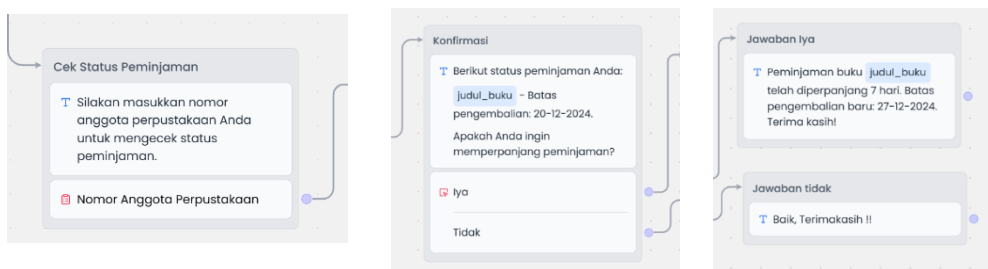 Cek Status Peminjaman
Silakan masukkan nomor
anggota perpustakaan Anda
untuk mengecek status
peminjaman.
Nomor Anggota Perpustakaan
Konfirmasi
Berikut status peminjaman Anda:
judul_buku - Batas
pengembalian: 20-12-2024.
Apakah Anda ingin
memperpanjang peminjaman?
Iya
Tidak
Jawaban Iya
Peminjaman buku judul_buku
telah diperpanjang 7 hari. Batas
pengembalian baru: 27-12-2024.
Terima kasih!
Jawaban tidak
Baik, Terimakasih !!